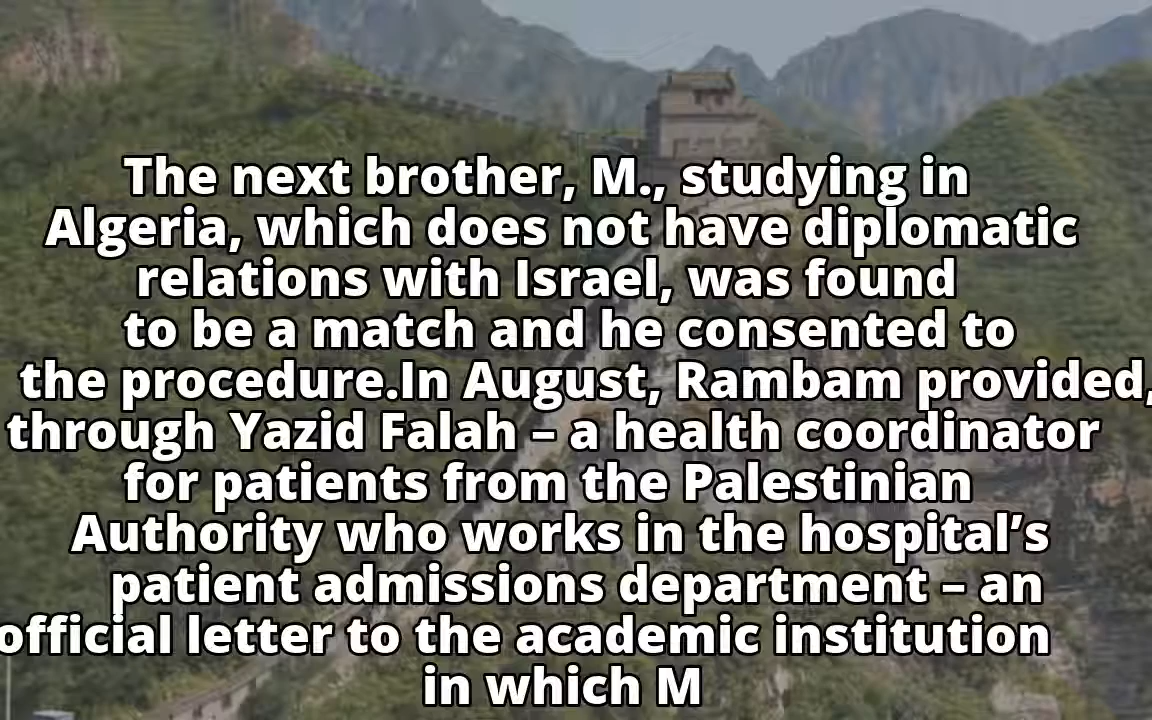 The next brother, M., studying in
Algeria, which does not have diplomatic
relations with Israel, was found
to be a match and he consented to
the procedure.In August, Rambam provided,
through Yazid Falah – a health coordinator
for patients from the Palestinian
Authority who works in the hospital’s
patient admissions department – an
official letter to the academic institution
in which M